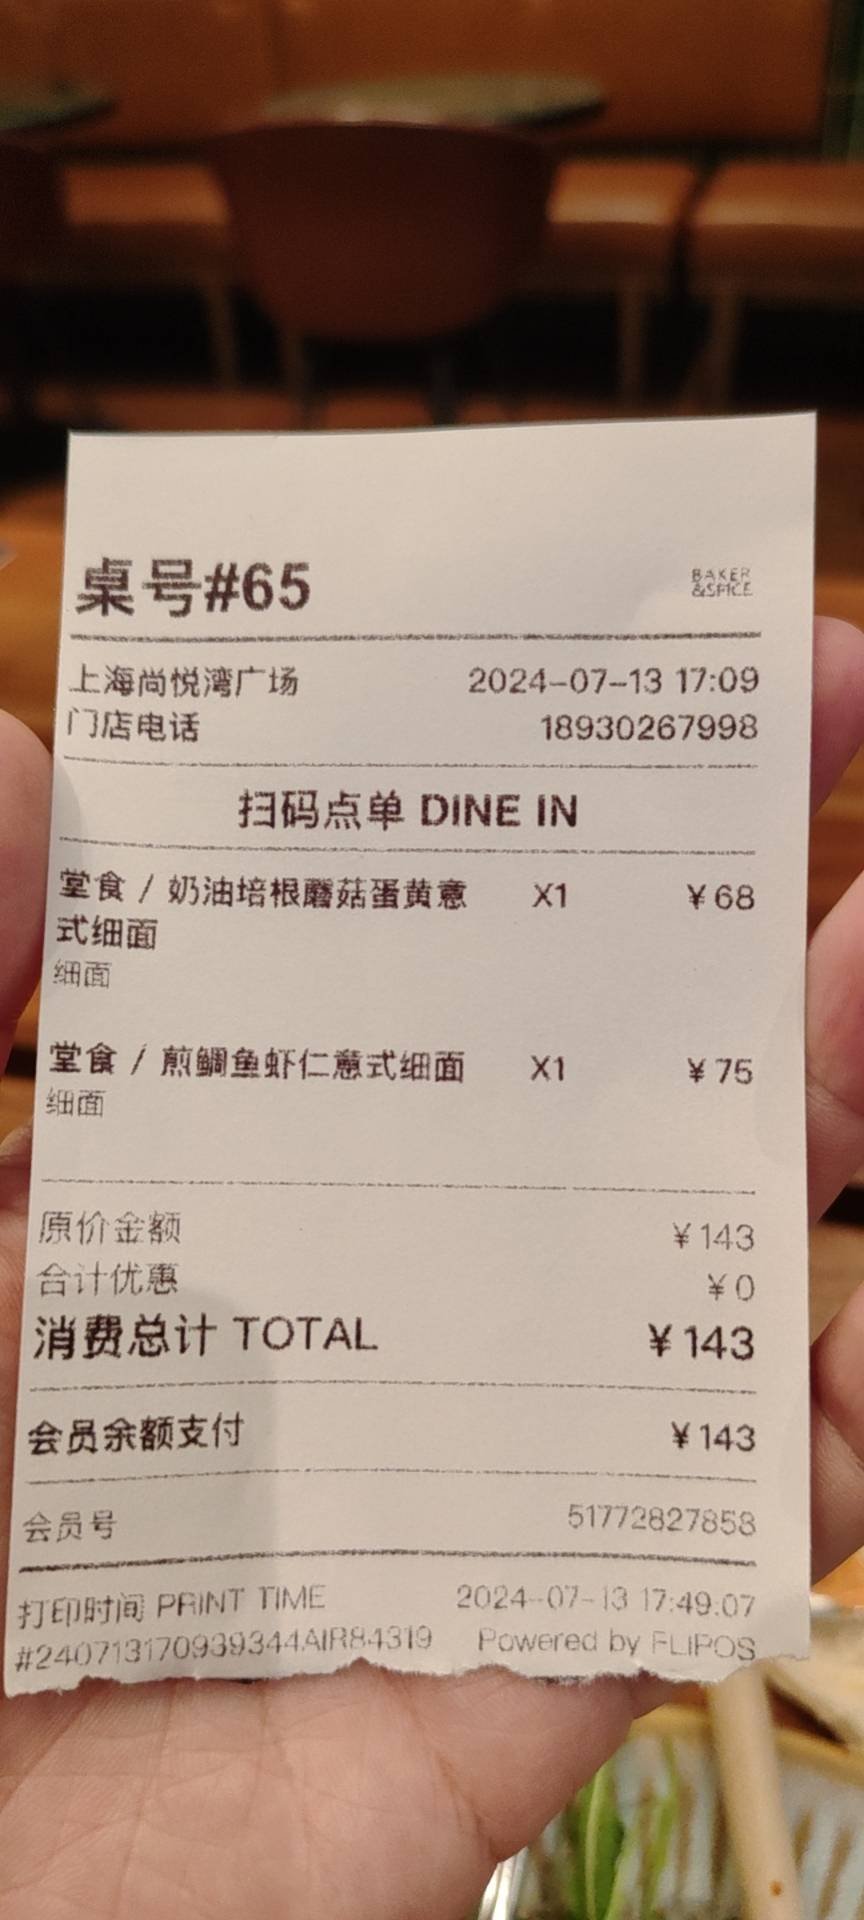 桌号#65
BAKER
&SPICE
上海尚悦湾广场 2024-07-13 17:09
门店电话 18930267998
扫码点单 DINE IN
堂食 / 奶油培根蘑菇蛋黄意 X1 ¥68
式细面
细面
堂食 / 煎鲷鱼虾仁意式细面 X1 ¥75
细面
原价金额 ¥143
合计优惠 ¥0
消费总计 TOTAL ¥143
会员余额支付 ¥143
会员号 51772827858
打印时间 PRINT TIME 2024-07-13 17:49:07
#240713170939344AIR84319 Powered by FLIPOS